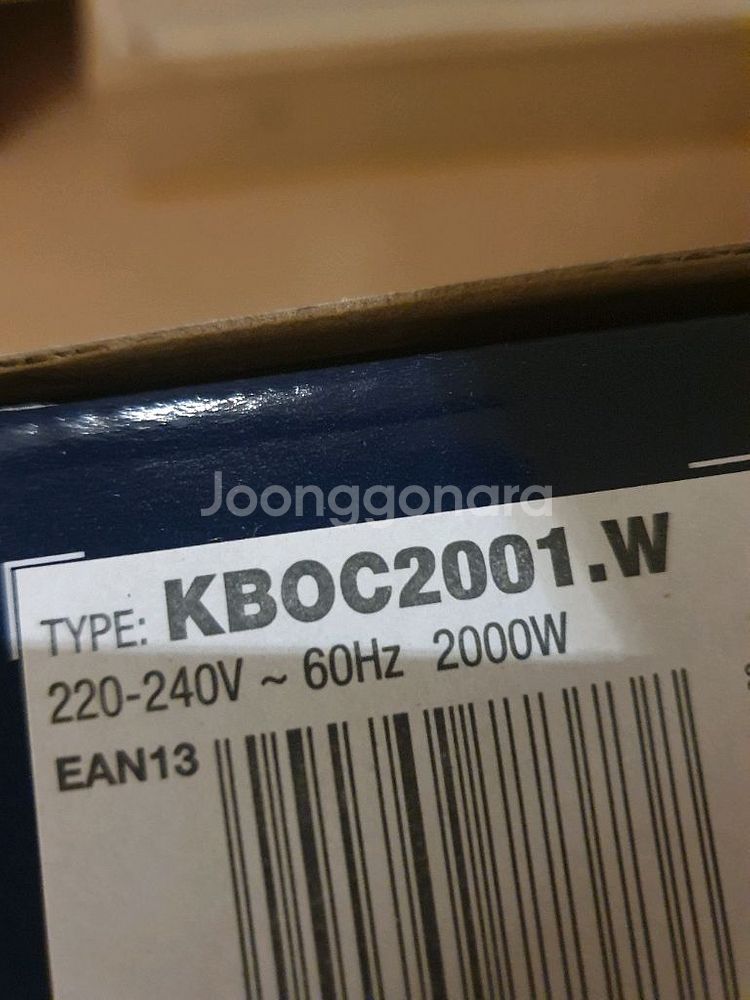 Joonggonara
TYPE: KBOC2001.W
220-240V ~ 60Hz 2000W
EAN13